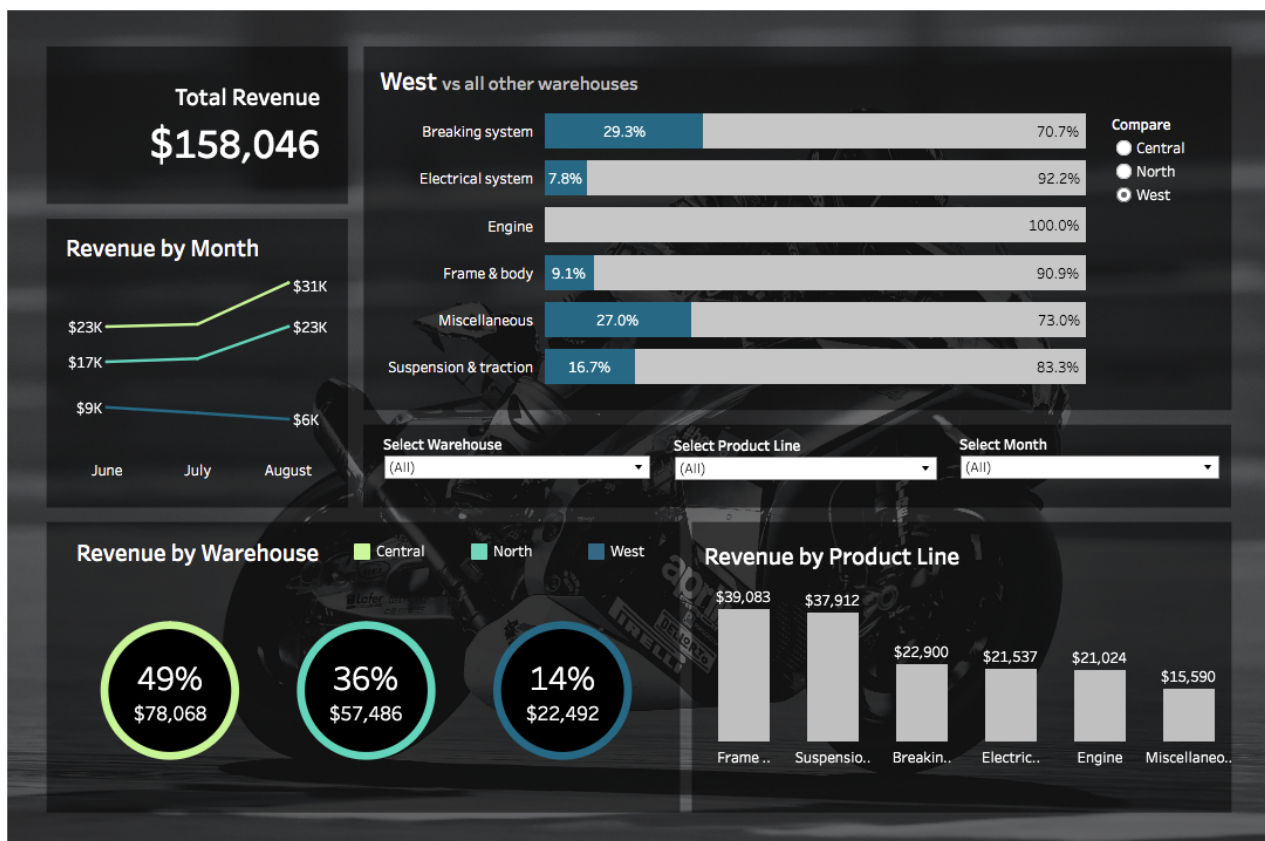 Total Revenue
$158,046
West vs all other warehouses
Breaking system 29.3% 70.7%
Electrical system 7.8% 92.2%
Engine 100.0%
Frame & body 9.1% 90.9%
Miscellaneous 27.0% 73.0%
Suspension & traction 16.7% 83.3%
Compare
Central
North
West
Revenue by Month
$31K
$23K
$23K
$17K
$9K
$6K
June July August
Select Warehouse
(All)
Select Product Line
(All)
Select Month
(All)
Revenue by Warehouse
Central North West
49%
$78,068
36%
$57,486
14%
$22,492
Revenue by Product Line
$39,083 $37,912 $22,900 $21,537 $21,024 $15,590
Frame .. Suspensio.. Breakin.. Electric.. Engine Miscellaneo..
Lofer
april
PIRELLI
DELLORTO